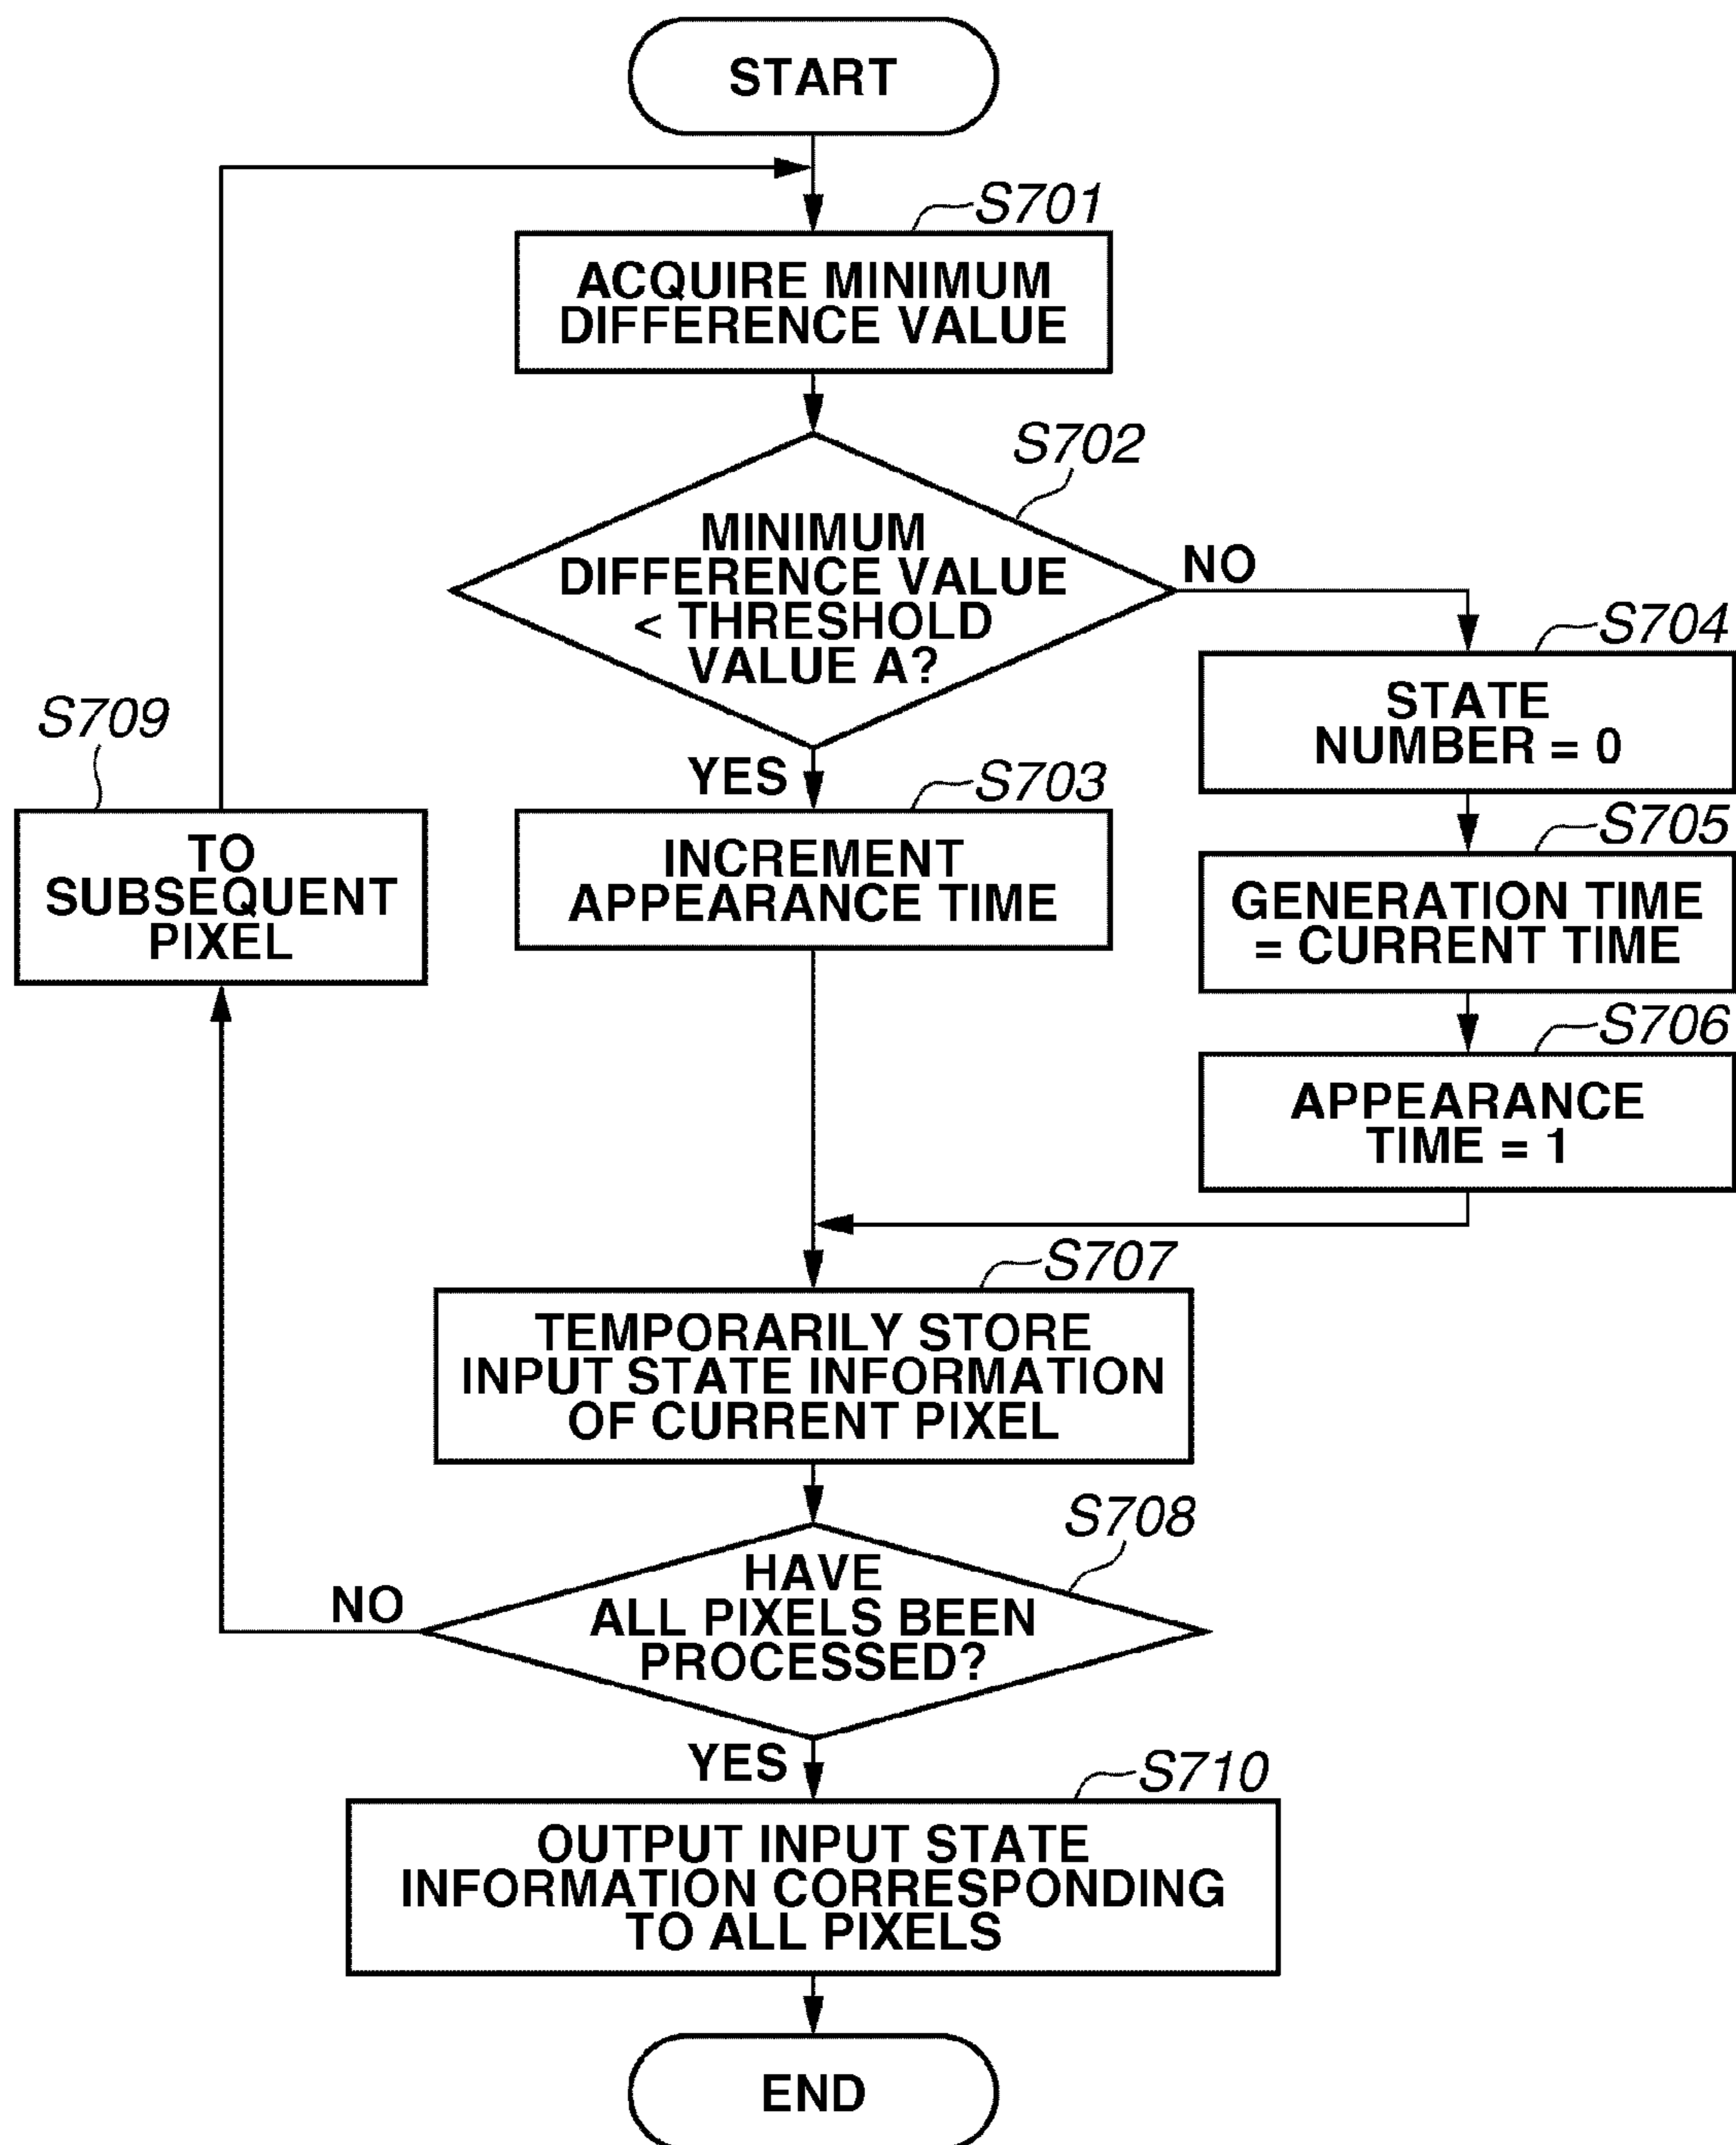 START
S701
ACQUIRE MINIMUM
DIFFERENCE VALUE
S702
MINIMUM
DIFFERENCE VALUE
< THRESHOLD
VALUE A?
NO
YES
S703
INCREMENT
APPEARANCE TIME
S704
STATE
NUMBER = 0
S705
GENERATION TIME
= CURRENT TIME
S706
APPEARANCE
TIME = 1
S707
TEMPORARILY STORE
INPUT STATE INFORMATION
OF CURRENT PIXEL
S708
HAVE
ALL PIXELS BEEN
PROCESSED?
NO
S709
TO
SUBSEQUENT
PIXEL
YES
S710
OUTPUT INPUT STATE
INFORMATION CORRESPONDING
TO ALL PIXELS
END